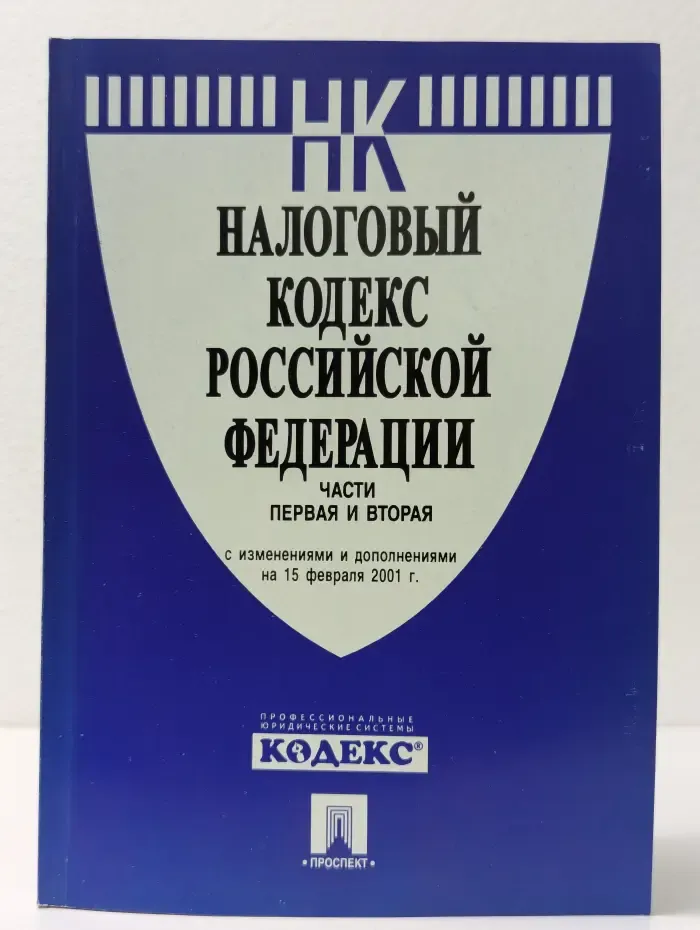 НК
НАЛОГОВЫЙ
КОДЕКС
РОССИЙСКОЙ
ФЕДЕРАЦИИ
ЧАСТИ
ПЕРВАЯ И ВТОРАЯ
с изменениями и дополнениями
на 15 февраля 2001 г.
ПРОФЕССИОНАЛЬНЫЕ
ЮРИДИЧЕСКИЕ СИСТЕМЫ
КОДЕКС®
• ПРОСПЕКТ •